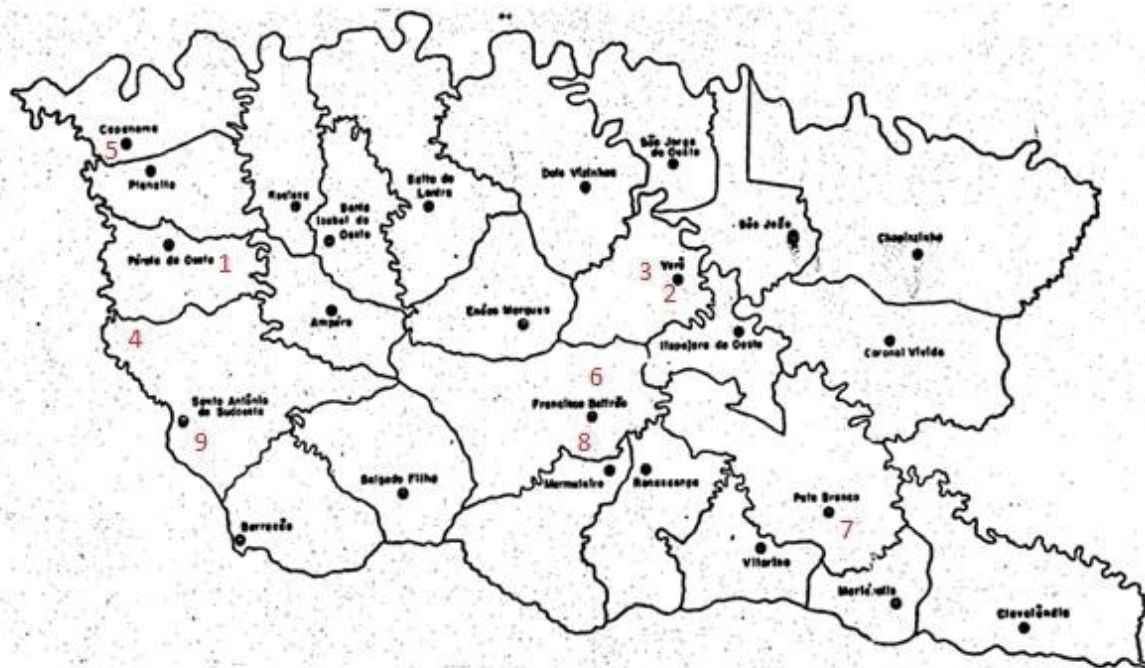 Capanema
5
Planalto
Pérola do Oeste
1
Realeza
Santa
Izabel do
Oeste
Salto do
Lontra
Dois Vizinhos
São Jorge
do Oeste
São João
Chopinzinho
Ampére
Enéas Marques
3
Verê
2
Itapejara do Oeste
Coronel Vivida
4
Santo Antônio
do Sudoeste
9
6
Francisco Beltrão
8
Salgado Filho
Marmeleiro
Renascença
Pato Branco
7
Barracão
Vitorino
Mariópolis
Clevelândia